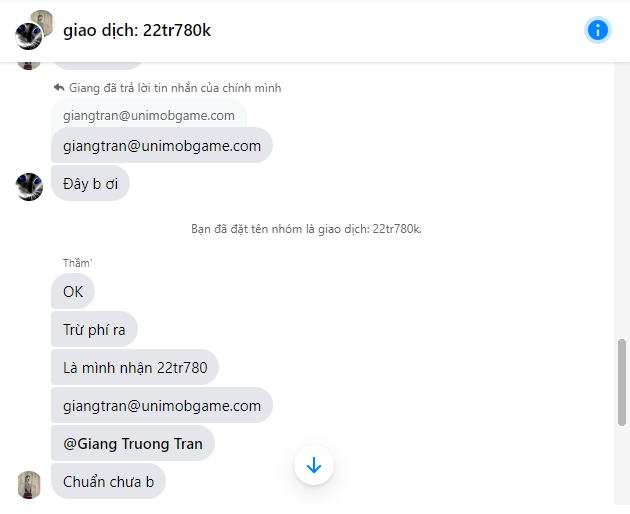 giao dịch: 22tr780k
Giang đã trả lời tin nhắn của chính mình
giangtran@unimobgame.com
giangtran@unimobgame.com
Đây b ơi
Bạn đã đặt tên nhóm là giao dịch: 22tr780k.
Thầm'
OK
Trừ phí ra
Là mình nhận 22tr780
giangtran@unimobgame.com
@Giang Truong Tran
Chuẩn chưa b